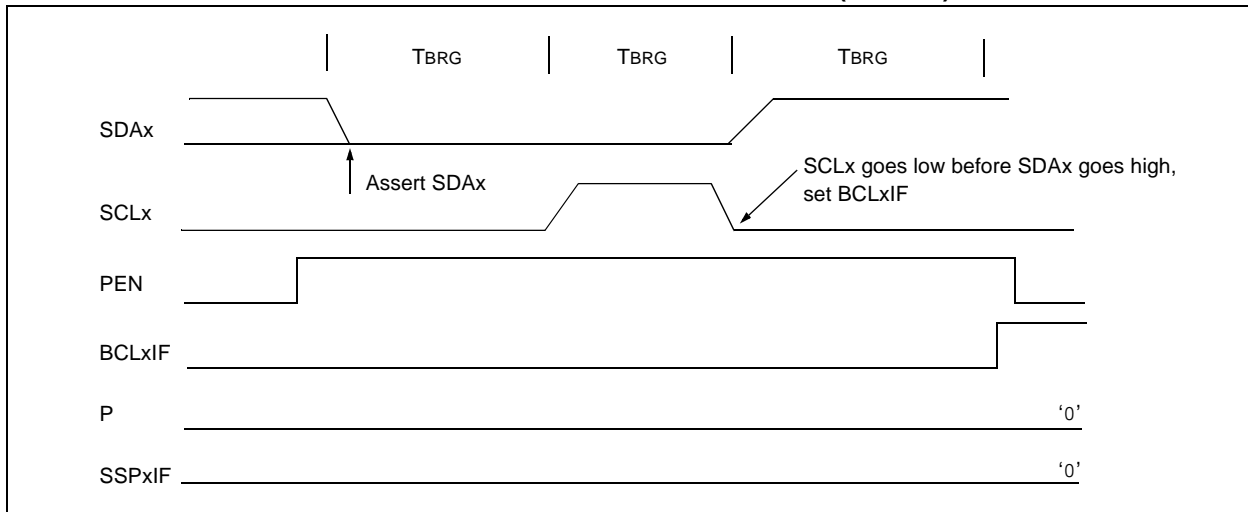 TBRG TBRG TBRG
SDAx
Assert SDAx
SCLx goes low before SDAx goes high,
set BCLxIF
SCLx
PEN
BCLxIF
P ‘0’
SSPxIF ‘0’